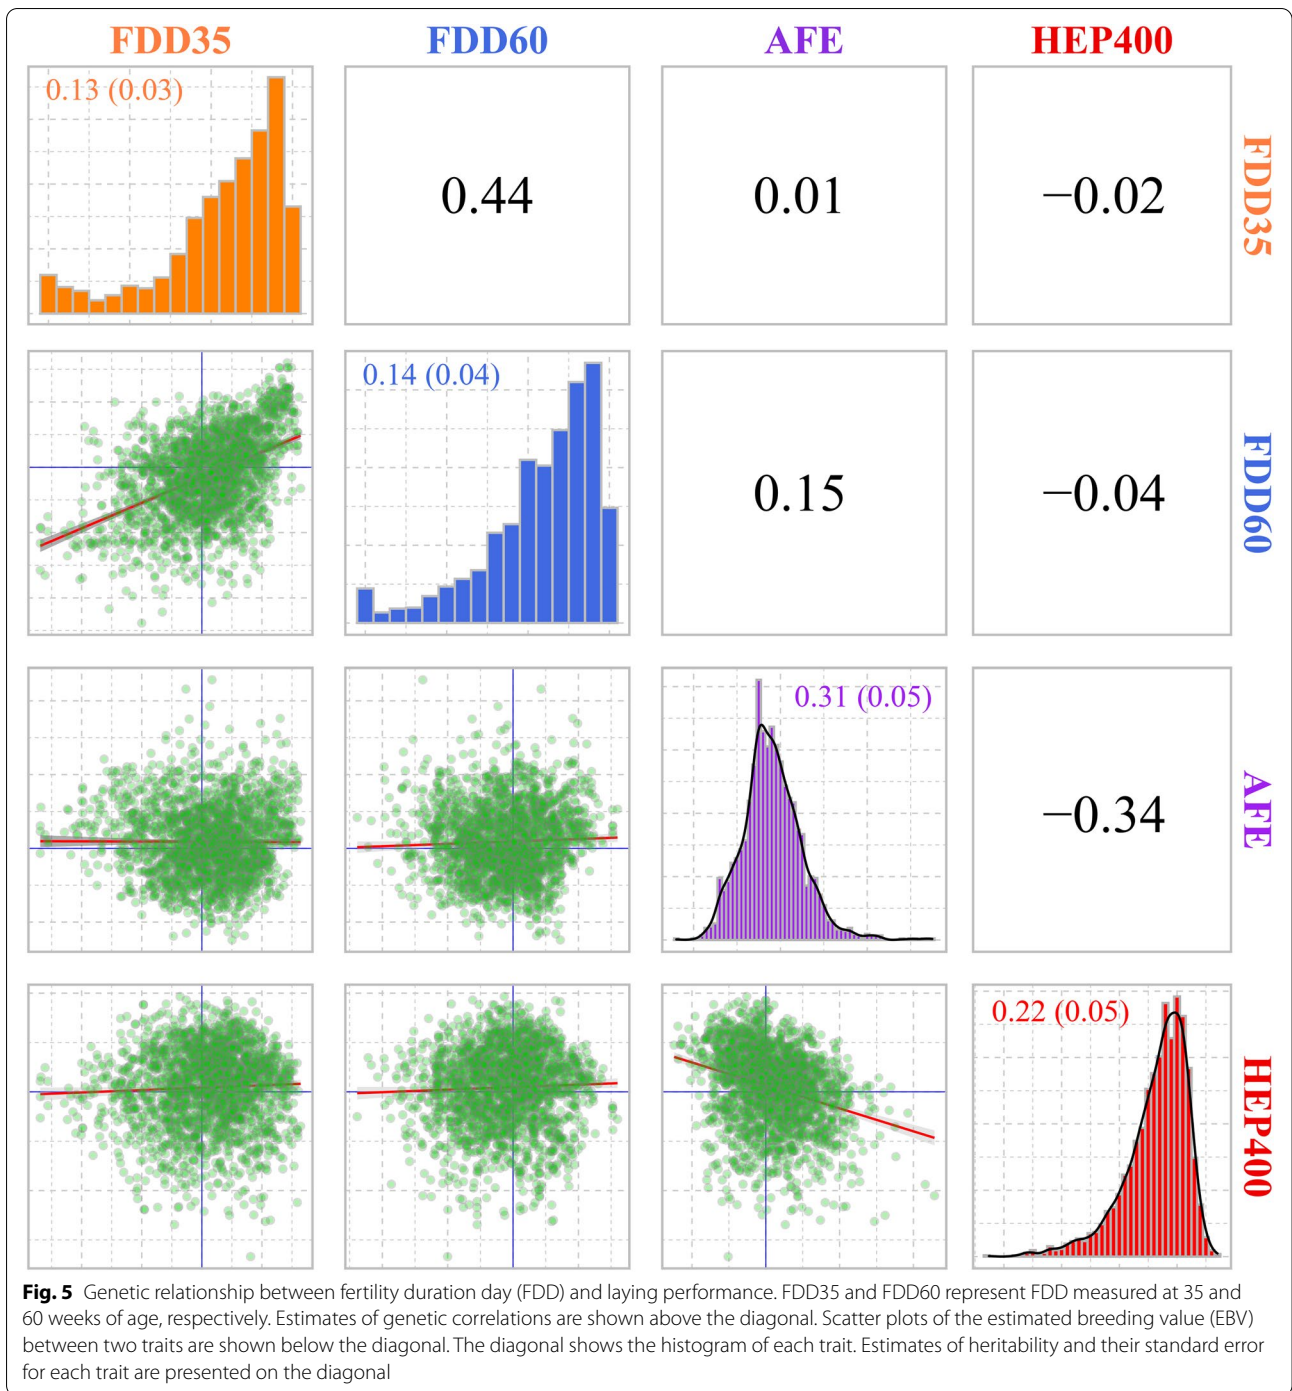 FDD35 FDD60 AFE HEP400
0.13 (0.03) 0.44 0.01 −0.02 FDD35
0.14 (0.04) 0.15 −0.04 FDD60
0.31 (0.05) −0.34 AFE
0.22 (0.05) HEP400
Fig. 5 Genetic relationship between fertility duration day (FDD) and laying performance. FDD35 and FDD60 represent FDD measured at 35 and
60 weeks of age, respectively. Estimates of genetic correlations are shown above the diagonal. Scatter plots of the estimated breeding value (EBV)
between two traits are shown below the diagonal. The diagonal shows the histogram of each trait. Estimates of heritability and their standard error
for each trait are presented on the diagonal